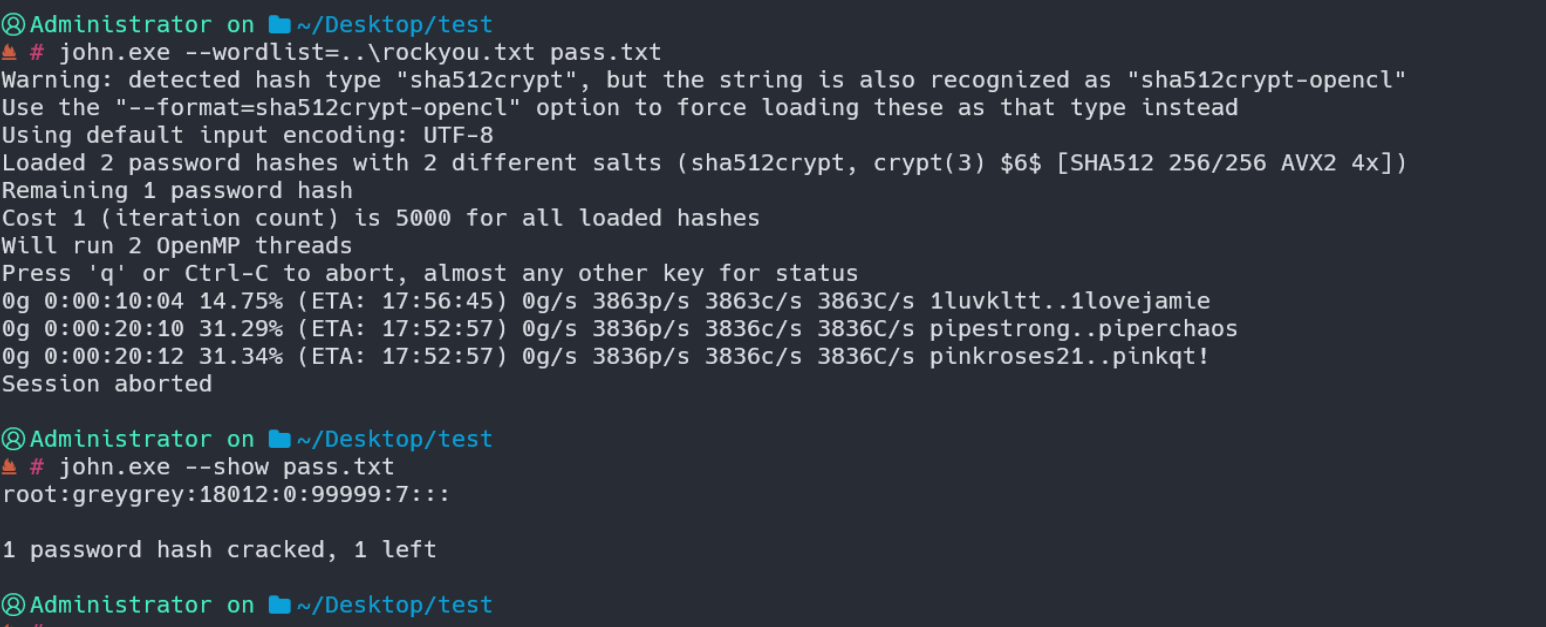 Administrator on ~/Desktop/test
# john.exe --wordlist=..\rockyou.txt pass.txt
Warning: detected hash type "sha512crypt", but the string is also recognized as "sha512crypt-opencl"
Use the "--format=sha512crypt-opencl" option to force loading these as that type instead
Using default input encoding: UTF-8
Loaded 2 password hashes with 2 different salts (sha512crypt, crypt(3) $6$ [SHA512 256/256 AVX2 4x])
Remaining 1 password hash
Cost 1 (iteration count) is 5000 for all loaded hashes
Will run 2 OpenMP threads
Press 'q' or Ctrl-C to abort, almost any other key for status
0g 0:00:10:04 14.75% (ETA: 17:56:45) 0g/s 3863p/s 3863c/s 3863C/s 1luvkltt..1lovejamie
0g 0:00:20:10 31.29% (ETA: 17:52:57) 0g/s 3836p/s 3836c/s 3836C/s pipestrong..piperchaos
0g 0:00:20:12 31.34% (ETA: 17:52:57) 0g/s 3836p/s 3836c/s 3836C/s pinkroses21..pinkqt!
Session aborted
Administrator on ~/Desktop/test
# john.exe --show pass.txt
root:greygrey:18012:0:99999:7:::
1 password hash cracked, 1 left
Administrator on ~/Desktop/test